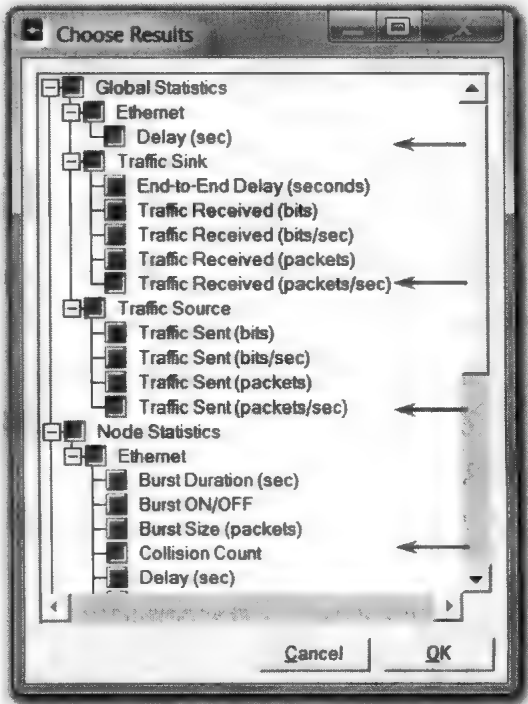 Choose Results
Global Statistics
Ethernet
Delay (sec)
Traffic Sink
End-to-End Delay (seconds)
Traffic Received (bits)
Traffic Received (bits/sec)
Traffic Received (packets)
Traffic Received (packets/sec)
Traffic Source
Traffic Sent (bits)
Traffic Sent (bits/sec)
Traffic Sent (packets)
Traffic Sent (packets/sec)
Node Statistics
Ethernet
Burst Duration (sec)
Burst ON/OFF
Burst Size (packets)
Collision Count
Delay (sec)
Cancel OK